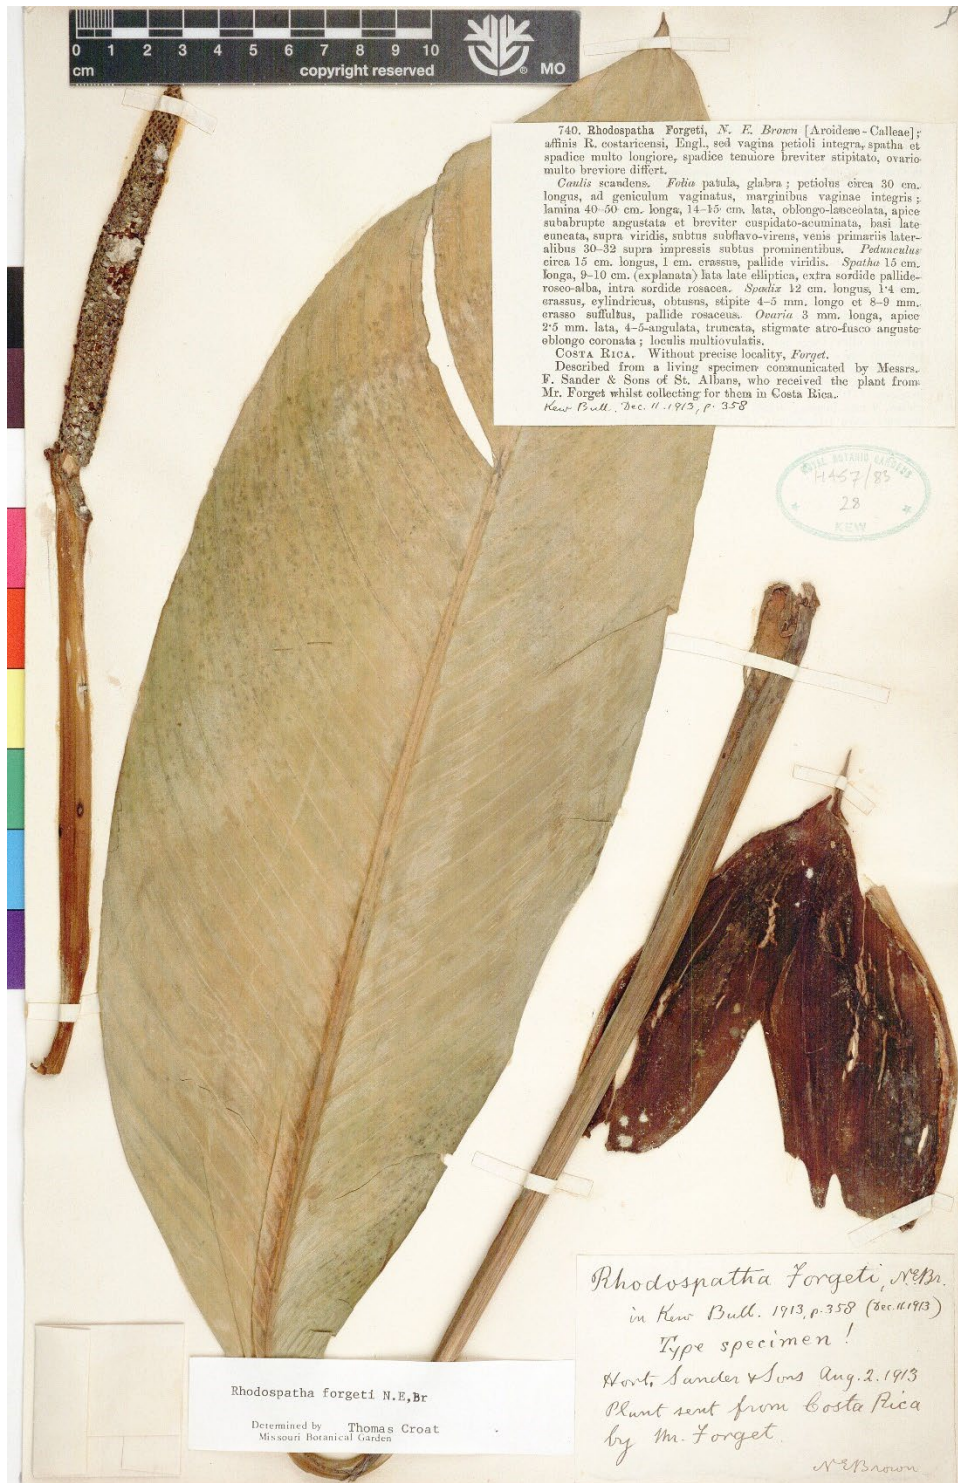 0 1 2 3 4 5 6 7 8 9 10
cm copyright reserved MO
740. Rhodospatha Forgeti, N. E. Brown [Aroideae-Calleae];
affinis R. costaricensi, Engl., sed vagina petioli integra, spatha et
spadice multo longiore, spadice tenuiore breviter stipitato, ovario
multo breviore differt.
Caulis scandens. Folia patula, glabra; petiolus circa 30 cm.
longus, ad geniculum vaginatus, marginibus vaginae integris;
lamina 40-50 cm. longa, 14-15 cm. lata, oblongo-lanceolata, apice
subabrupte angustata et breviter cuspidato-acuminata, basi late
cuneata, supra viridis, subtus subflavo-virens, venis primariis later-
alibus 30-32 supra impressis subtus prominentibus. Pedunculus
circa 15 cm. longus, 1 cm. crassus, pallide viridis. Spatha 15 cm.
longa, 9-10 cm. (explanata) lata late elliptica, extra sordide pallide-
roseo-alba, intra sordide rosacea. Spadix 12 cm. longus, 1·4 cm.
crassus, cylindricus, obtusus, stipite 4-5 mm. longo et 8-9 mm.
crasso suffultus, pallide rosaceus. Ovaria 3 mm. longa, apice
2·5 mm. lata, 4-5-angulata, truncata, stigmate atro-fusco anguste
oblongo coronata; loculis multiovulatis.
COSTA RICA. Without precise locality, Forget.
Described from a living specimen communicated by Messrs.
F. Sander & Sons of St. Albans, who received the plant from
Mr. Forget whilst collecting for them in Costa Rica.
Kew Bull. Dec. 11. 1913, p. 358
ROYAL BOTANIC GARDENS
H457/83
28
KEW
Rhodospatha Forgeti, N.E.Br.
in Kew Bull. 1913, p. 358 (Dec. 11. 1913)
Type specimen!
Hort. Sander & Sons Aug. 2. 1913
Plant sent from Costa Rica
by Mr. Forget.
N.E.Brown
Rhodospatha forgeti N.E,Br
Determined by Thomas Croat
Missouri Botanical Garden